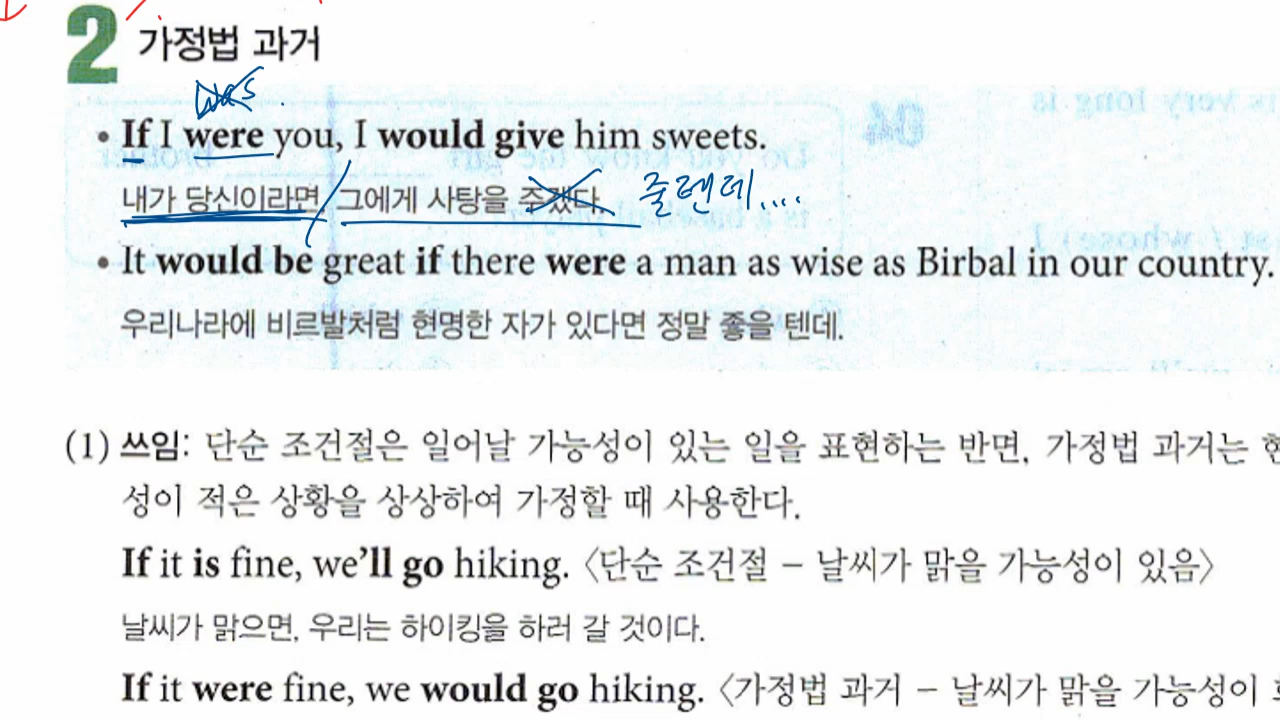 2 가정법 과거
was
• If I were you, I would give him sweets.
내가 당신이라면 그에게 사탕을 주겠다. 줄텐데....
• It would be great if there were a man as wise as Birbal in our country.
우리나라에 비르발처럼 현명한 자가 있다면 정말 좋을 텐데.
(1) 쓰임: 단순 조건절은 일어날 가능성이 있는 일을 표현하는 반면, 가정법 과거는
성이 적은 상황을 상상하여 가정할 때 사용한다.
If it is fine, we'll go hiking. 〈단순 조건절 – 날씨가 맑을 가능성이 있음〉
날씨가 맑으면, 우리는 하이킹을 하러 갈 것이다.
If it were fine, we would go hiking. 〈가정법 과거 – 날씨가 맑을 가능성이